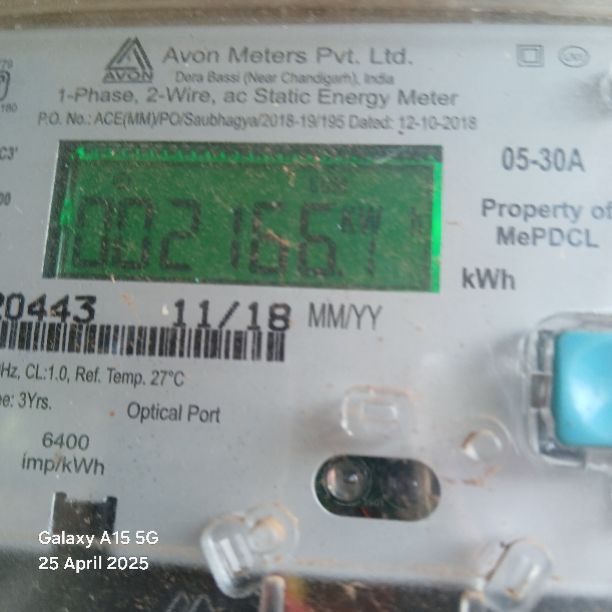 AVON
Avon Meters Pvt. Ltd.
Dera Bassi (Near Chandigarh), India
1-Phase, 2-Wire, ac Static Energy Meter
P.O. No.: ACE(MM)/PO/Saubhagya/2018-19/195 Dated: 12-10-2018
05-30A
Property of
MePDCL
002166.1 kWh
kWh
20443 11/18 MM/YY
Hz, CL:1.0, Ref. Temp. 27°C
e: 3Yrs.
Optical Port
6400
imp/kWh
Galaxy A15 5G
25 April 2025